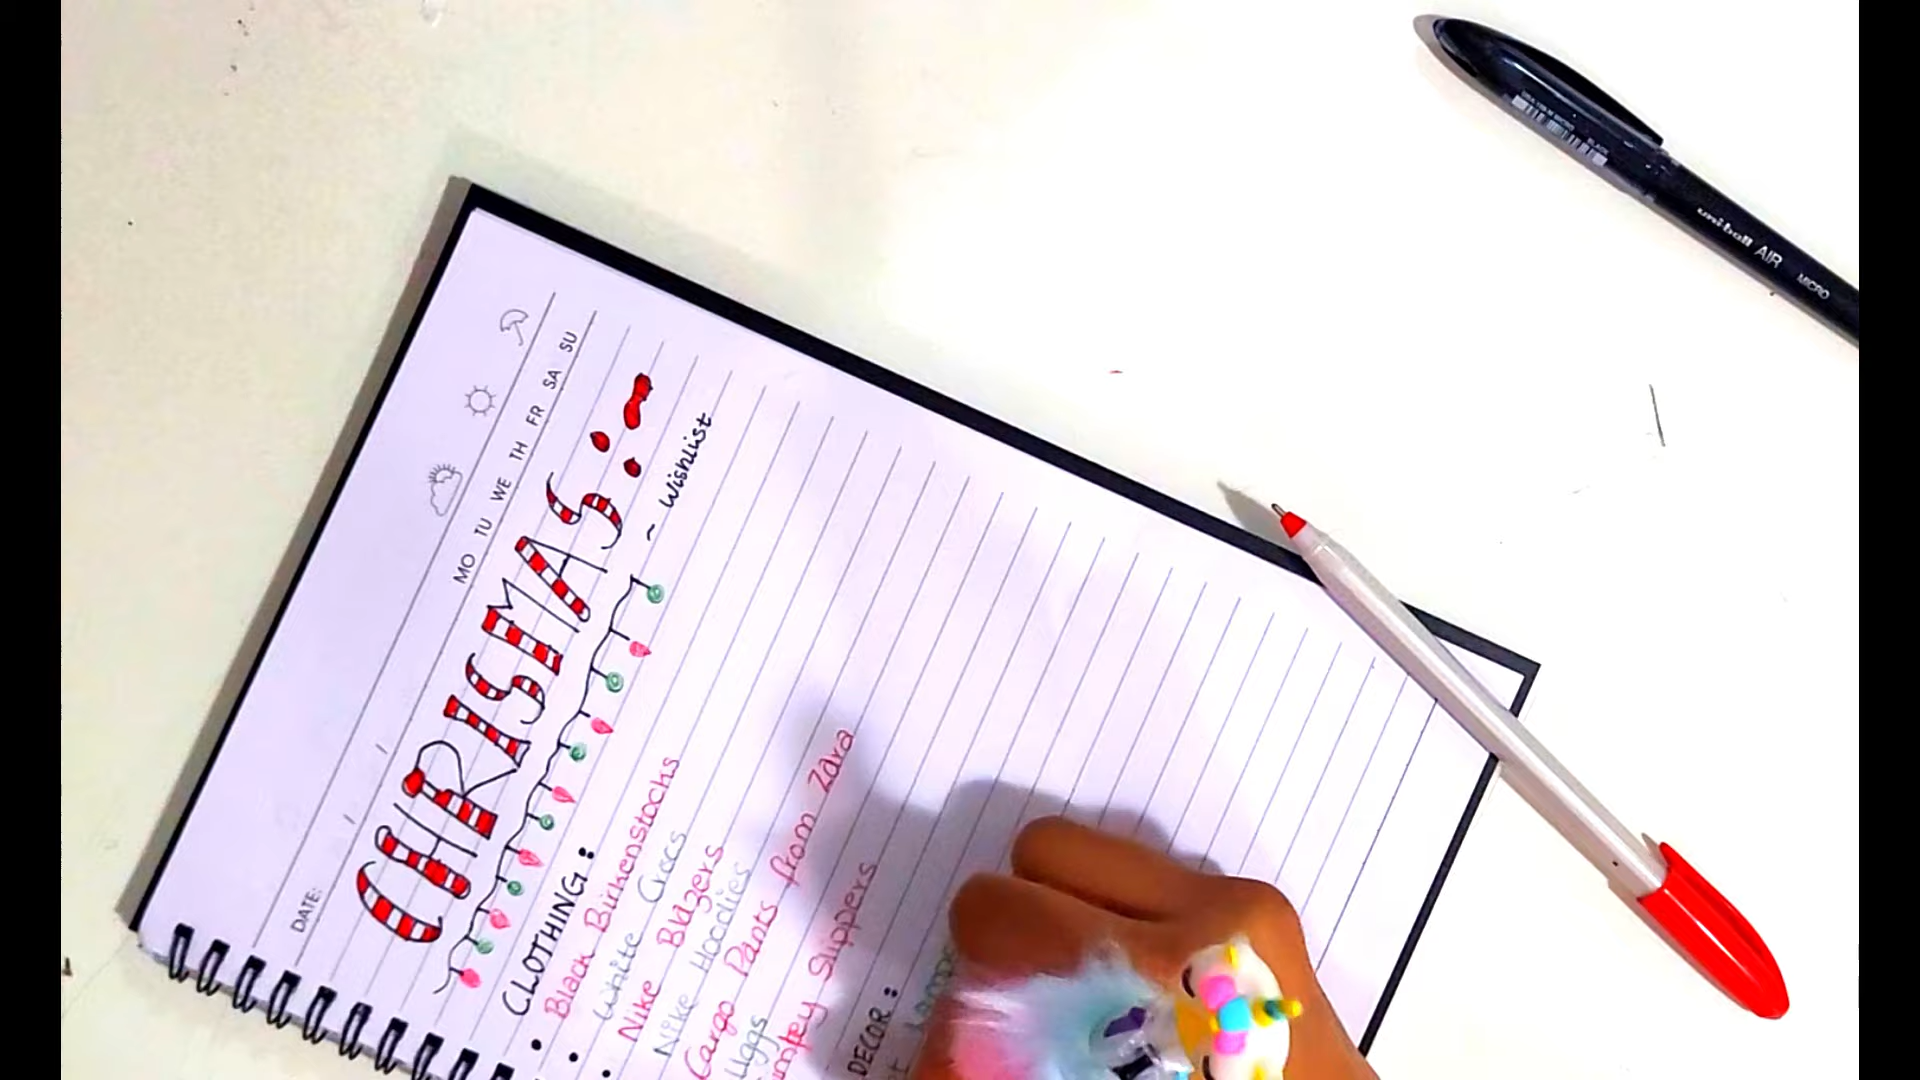 DATE:
MO TU WE TH FR SA SU
CHRISMAS:
~ Wishlist
CLOTHING:
• Black Birkenstocks
• White Crocs
• Nike Blazers
Nike Hoodies
Cargo Pants from Zara
Uggs
Slippers
DECOR:
uni-ball AIR MICRO